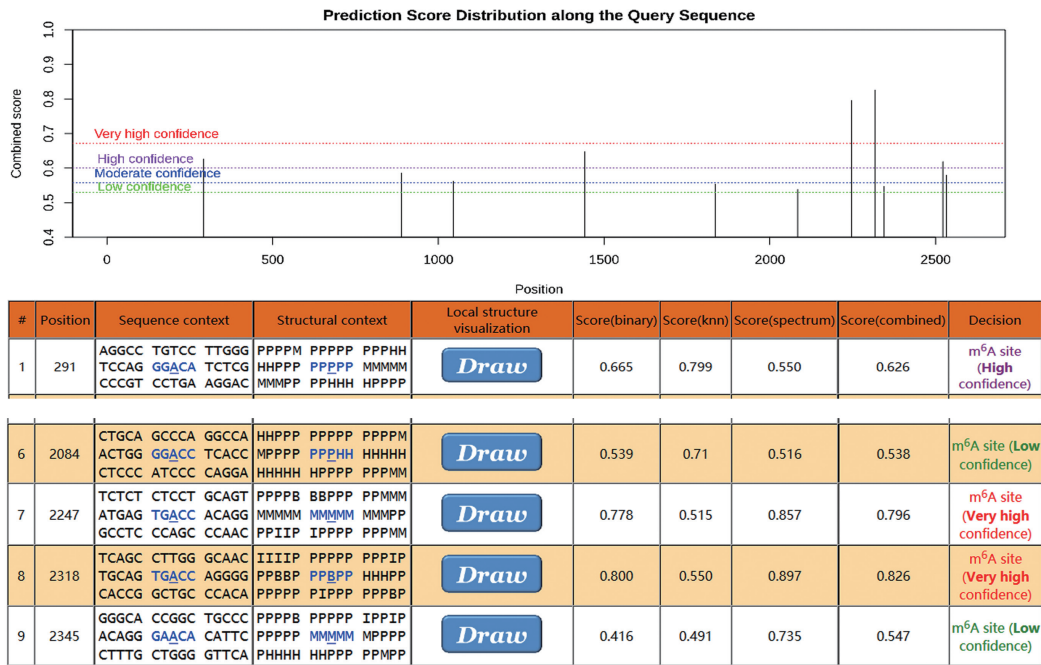 Prediction Score Distribution along the Query Sequence
Combined score
1.0
0.9
0.8
0.7
0.6
0.5
0.4
Very high confidence
High confidence
Moderate confidence
Low confidence
0 500 1000 1500 2000 2500
Position
# Position Sequence context Structural context Local structure visualization Score(binary) Score(knn) Score(spectrum) Score(combined) Decision
AGGCC TGTCC TTGGG PPPPM PPPPP PPPHH m⁶A site
1 291 TCCAG GGACA TCTCG HHPPP PPPPP MMMMM Draw 0.665 0.799 0.550 0.626 (High
CCCGT CCTGA AGGAC MMMPP PPHHH HPPPP confidence)
CTGCA GCCCA GGCCA HHPPP PPPPP PPPPM
6 2084 ACTGG GGACC TCACC MPPPP PPPHH HHHHH Draw 0.539 0.71 0.516 0.538 m⁶A site (Low
CTCCC ATCCC CAGGA HHHHH HPPPP PPPMM confidence)
TCTCT CTCCT GCAGT PPPPB BBPPP PPMMM m⁶A site
7 2247 ATGAG TGACC ACAGG MMMMM MMMMM MMMPP Draw 0.778 0.515 0.857 0.796 (Very high
GCCTC CCAGC CCAAC PPIIP IPPPP PPPMM confidence)
TCAGC CTTGG GCAAC IIIIP PPPPP PPPIP m⁶A site
8 2318 TGCAG TGACC AGGGG PPBBP PPBPP HHHPP Draw 0.800 0.550 0.897 0.826 (Very high
CACCG GCTGC CCACA PPPPP PIPPP PPPBP confidence)
GGGCA CCGGC TGCCC PPPPB PPPPP IPPIP
9 2345 ACAGG GAACA CATTC PPPPP MMMMM MPPPP Draw 0.416 0.491 0.735 0.547 m⁶A site (Low
CTTTG CTGGG GTTCA PHHHH HHPPP PPMPP confidence)